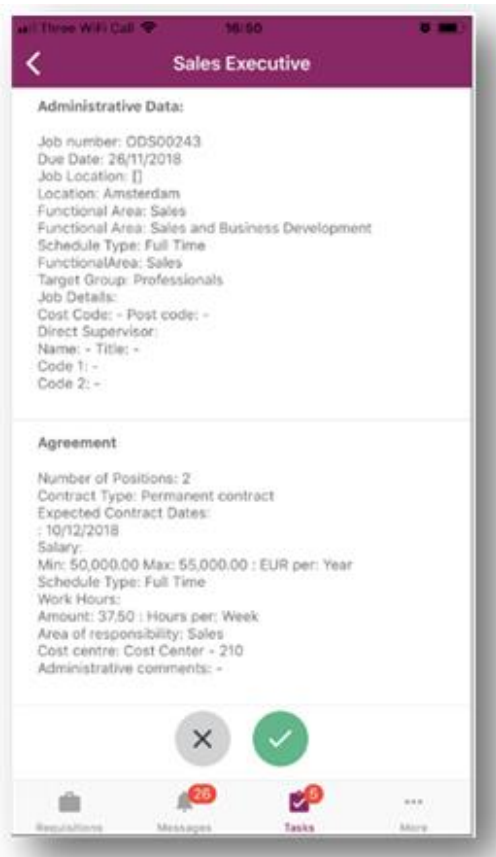 Three WiFi Call 16:50
Sales Executive
Administrative Data:
Job number: ODS00243
Due Date: 26/11/2018
Job Location: []
Location: Amsterdam
Functional Area: Sales
Functional Area: Sales and Business Development
Schedule Type: Full Time
FunctionalArea: Sales
Target Group: Professionals
Job Details:
Cost Code: - Post code: -
Direct Supervisor:
Name: - Title: -
Code 1: -
Code 2: -
Agreement
Number of Positions: 2
Contract Type: Permanent contract
Expected Contract Dates:
: 10/12/2018
Salary:
Min: 50,000.00 Max: 55,000.00 : EUR per: Year
Schedule Type: Full Time
Work Hours:
Amount: 37.50 : Hours per: Week
Area of responsibility: Sales
Cost centre: Cost Center - 210
Administrative comments: -
26 5
Requisitions Messages Tasks More